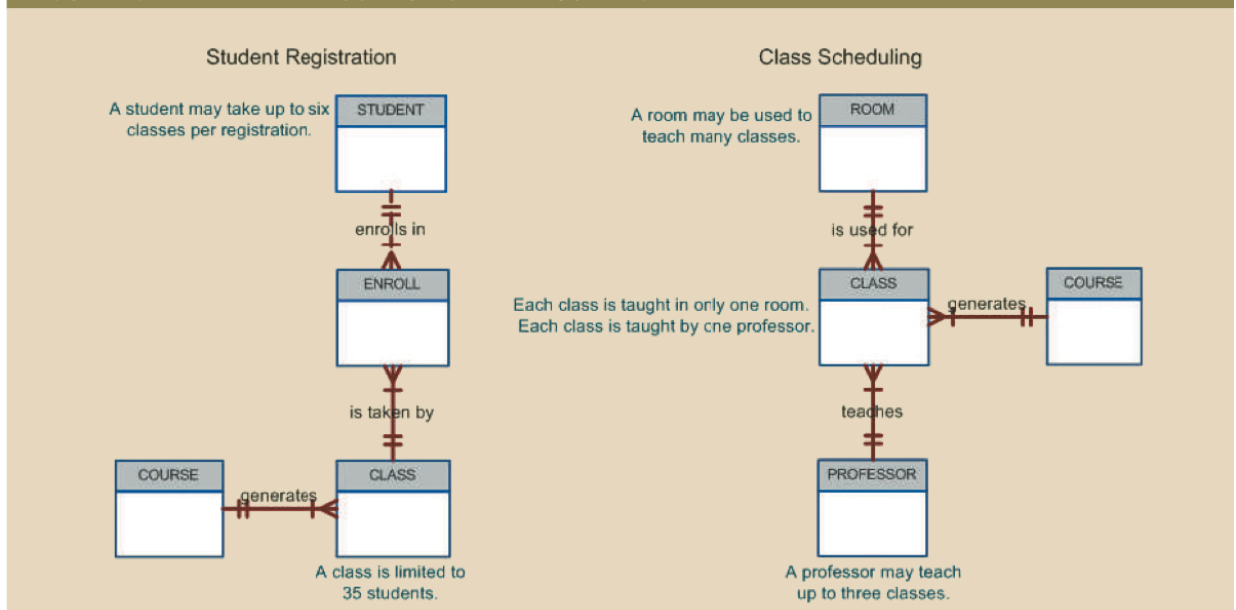 Student Registration
A student may take up to six
classes per registration.
STUDENT
enrolls in
ENROLL
is taken by
COURSE
generates
CLASS
A class is limited to
35 students.
Class Scheduling
A room may be used to
teach many classes.
ROOM
is used for
Each class is taught in only one room.
Each class is taught by one professor.
CLASS
generates
COURSE
teaches
PROFESSOR
A professor may teach
up to three classes.